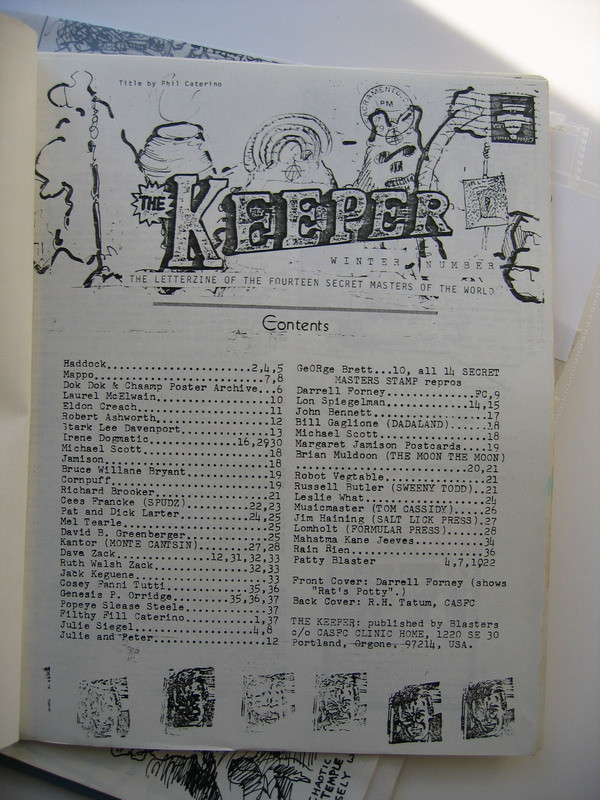 Title by Phil Caterino
SACRAMENTO
PM
THE KEEPER
WINTER NUMBER
THE LETTERZINE OF THE FOURTEEN SECRET MASTERS OF THE WORLD
Contents
Haddock...........................2,4,5
Mappo.............................7,8
Dok Dok & Chaamp Poster Archive...6
Laurel McElwain...................10
Eldon Creach......................11
Robert Ashworth...................12
Stark Lee Davenport...............13
Irene Dogmatic................16,2930
Michael Scott.....................18
Jamison...........................18
Bruce Willane Bryant..............19
Cornpuff..........................19
Richard Brooker...................21
Cees Francke (SPUDZ)...........22,23
Pat and Dick Larter............24,25
Mel Tearle........................25
David B. Greenberger..............25
Kantor (MONTE CANTSIN).........27,28
Dava Zack................12,31,32,33
Ruth Walsh Zack................32,33
Jack Keguene......................33
Cosey Fanni Tutti..............35,36
Genesis P. Orridge..........35,36,37
Popeye Slease Steele..............37
Filthy Fill Caterino............1,37
Julie Siegel.....................4,8
Julie and Peter...................12
GeORge Brett...10, all 14 SECRET
MASTERS STAMP repros
Darrell Forney..............FC,9
Lon Spiegelman.............14,15
John Bennett..................17
Bill Gaglione (DADALAND)......18
Michael Scott.................18
Margaret Jamison Postcards....19
Brian Muldoon (THE MOON THE MOON)
...........................20,21
Robot Vegtable................21
Russell Butler (SWEENY TODD)..21
Leslie What...................24
Musicmaster (TOM CASSIDY).....26
Jim Haining (SALT LICK PRESS).27
Lomholt (FORMULAR PRESS)......28
Mahatma Kane Jeeves...........34
Rain Rien.....................36
Patty Blaster 4,7,1022
Front Cover: Darrell Forney (shows
"Rat's Potty".)
Back Cover: R.H. Tatum, CASFC
THE KEEPER: published by Blasters
c/o CASFC CLINIC HOME, 1220 SE 30
Portland, Orgone, 97214, USA.
CHAOTIC
TEMPLE
SELY